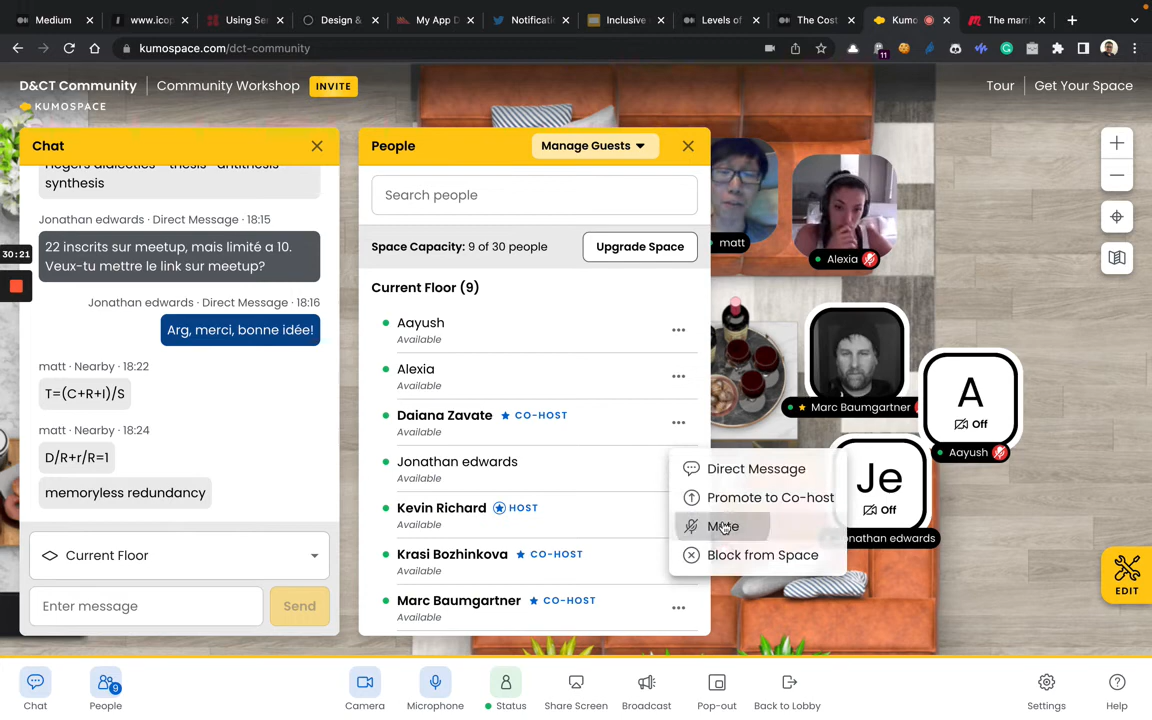 Medium
www.icop
Using Se
Design &
My App D
Notificati
Inclusive
Levels of
The Cost
Kumo
The marri
kumospace.com/dct-community
11
D&CT Community
Community Workshop
INVITE
KUMOSPACE
Tour
Get Your Space
Chat
synthesis
Jonathan edwards · Direct Message · 18:15
22 inscrits sur meetup, mais limité a 10.
Veux-tu mettre le link sur meetup?
30:21
Jonathan edwards · Direct Message · 18:16
Arg, merci, bonne idée!
matt · Nearby · 18:22
T=(C+R+I)/S
matt · Nearby · 18:24
D/R+r/R=1
memoryless redundancy
Current Floor
Enter message
Send
People
Manage Guests
Search people
Space Capacity: 9 of 30 people
Upgrade Space
Current Floor (9)
Aayush
Available
Alexia
Available
Daiana Zavate
CO-HOST
Available
Jonathan edwards
Available
Kevin Richard
HOST
Available
Krasi Bozhinkova
CO-HOST
Available
Marc Baumgartner
CO-HOST
Available
Direct Message
Promote to Co-host
Mute
Block from Space
matt
Alexia
Marc Baumgartner
A
Off
Aayush
Je
Off
Jonathan edwards
EDIT
9
Chat
People
Camera
Microphone
Status
Share Screen
Broadcast
Pop-out
Back to Lobby
Settings
Help